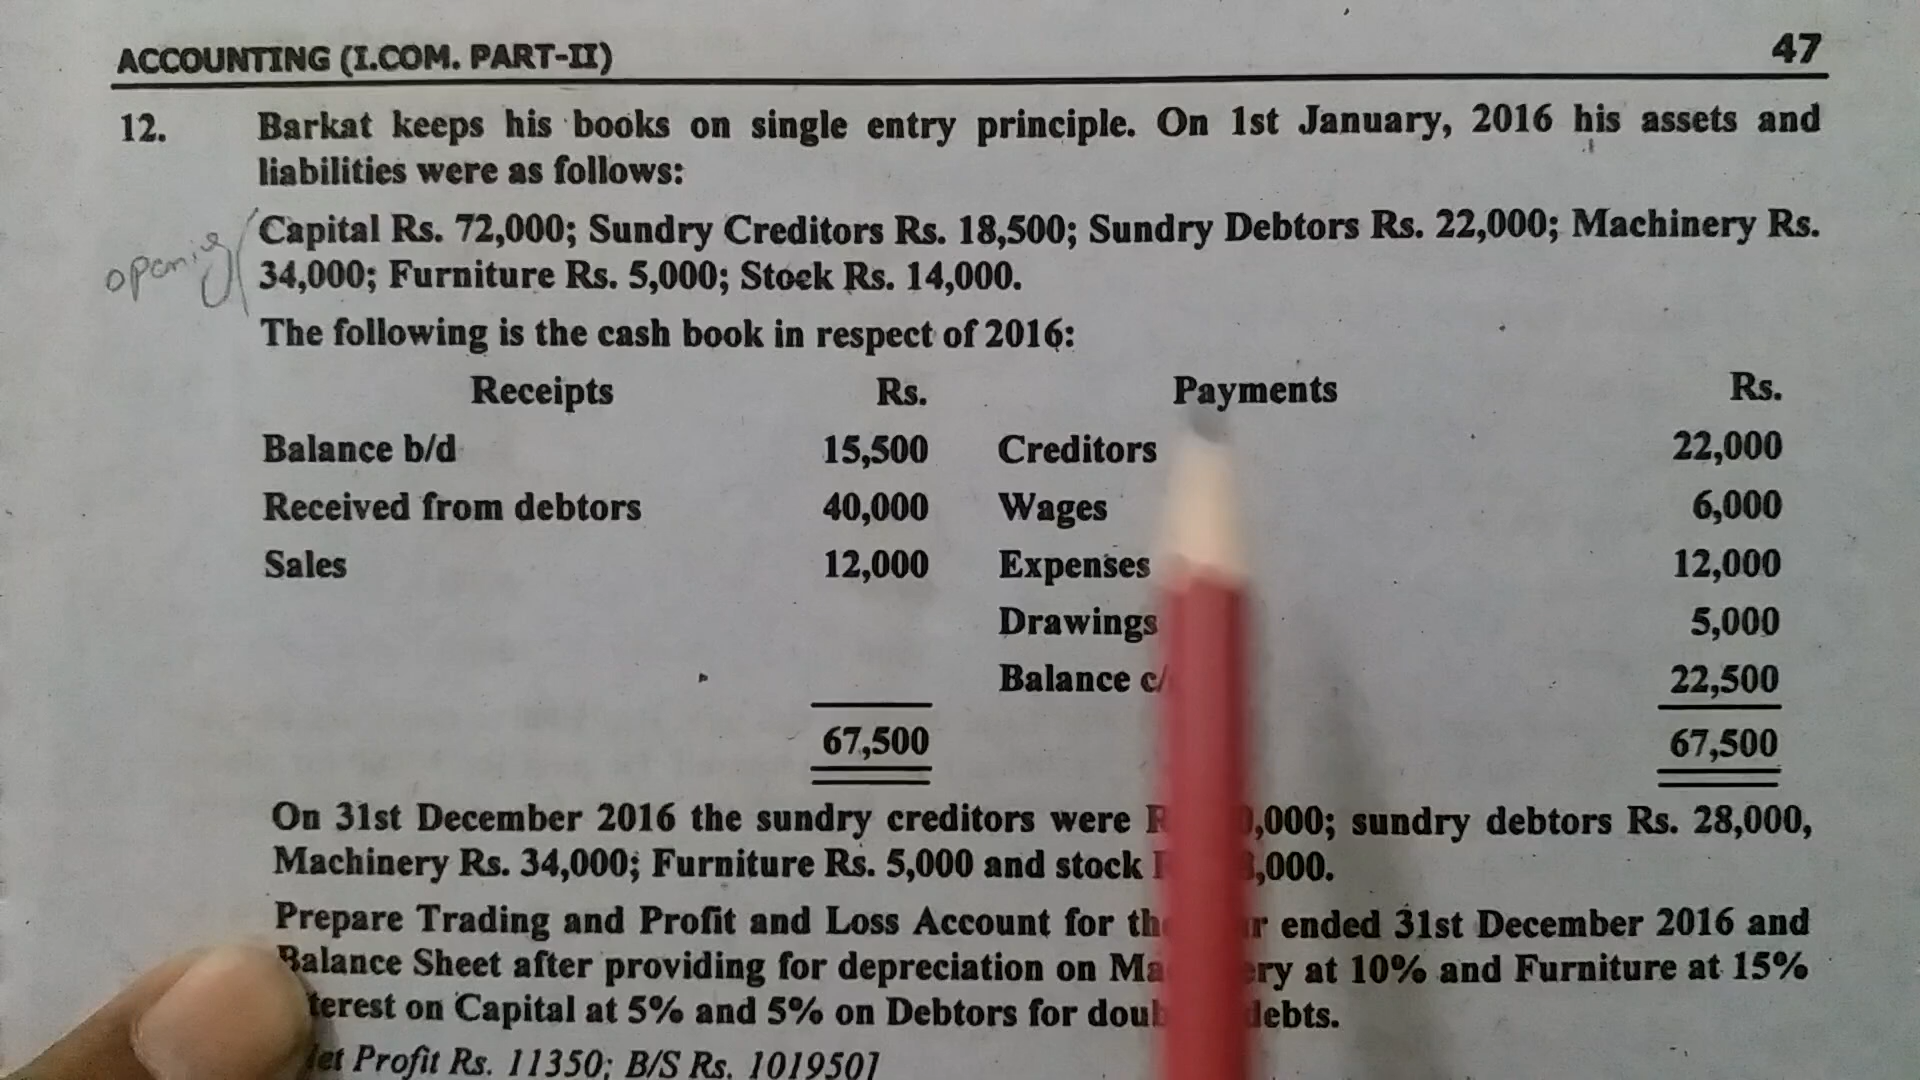 ACCOUNTING (I.COM. PART-II) 47
12. Barkat keeps his books on single entry principle. On 1st January, 2016 his assets and
liabilities were as follows:
opening
Capital Rs. 72,000; Sundry Creditors Rs. 18,500; Sundry Debtors Rs. 22,000; Machinery Rs.
34,000; Furniture Rs. 5,000; Stock Rs. 14,000.
The following is the cash book in respect of 2016:
Receipts Rs. Payments Rs.
Balance b/d 15,500 Creditors 22,000
Received from debtors 40,000 Wages 6,000
Sales 12,000 Expenses 12,000
Drawings 5,000
Balance c/ 22,500
67,500 67,500
On 31st December 2016 the sundry creditors were ,000; sundry debtors Rs. 28,000,
Machinery Rs. 34,000; Furniture Rs. 5,000 and stock ,000.
Prepare Trading and Profit and Loss Account for ended 31st December 2016 and
Balance Sheet after providing for depreciation on at 10% and Furniture at 15%
terest on Capital at 5% and 5% on Debtors for debts.
et Profit Rs. 11350; B/S Rs. 101950]